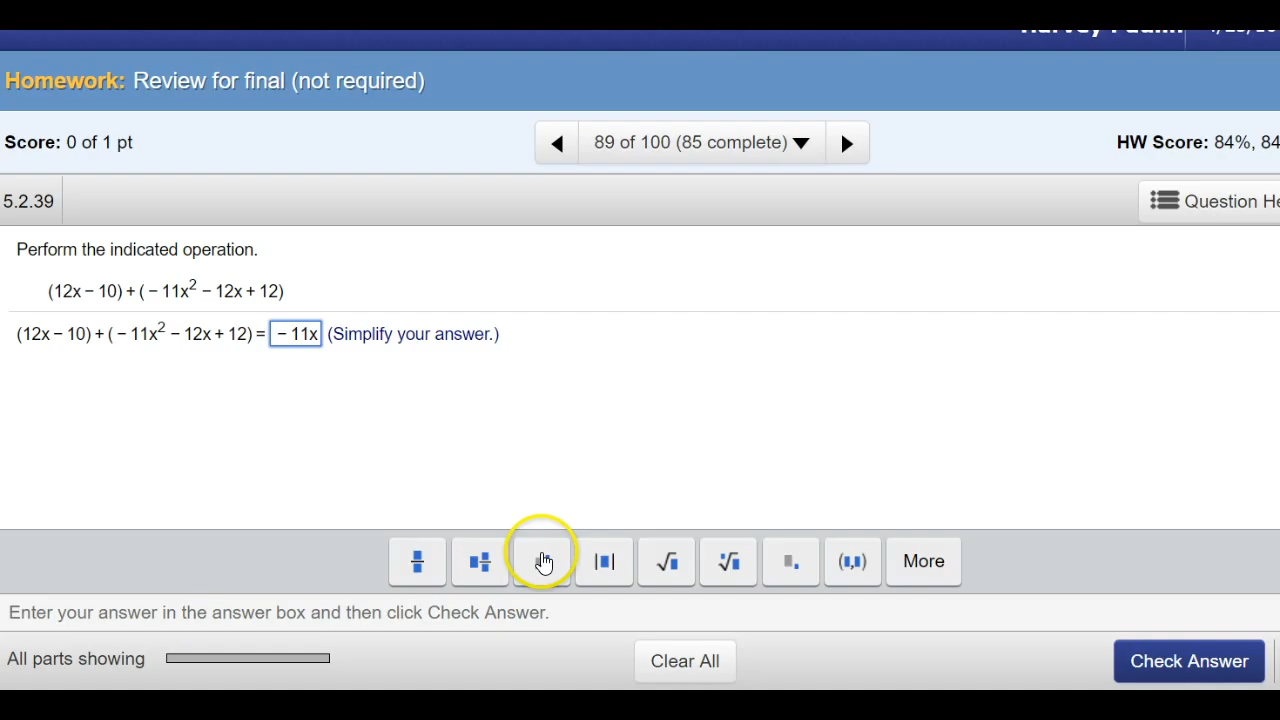 Homework: Review for final (not required)
Score: 0 of 1 pt
89 of 100 (85 complete)
HW Score: 84%, 84
5.2.39
Question He
Perform the indicated operation.
(12x − 10) + ( − 11x² − 12x + 12)
(12x − 10) + ( − 11x² − 12x + 12) = − 11x (Simplify your answer.)
More
Enter your answer in the answer box and then click Check Answer.
All parts showing
Clear All
Check Answer